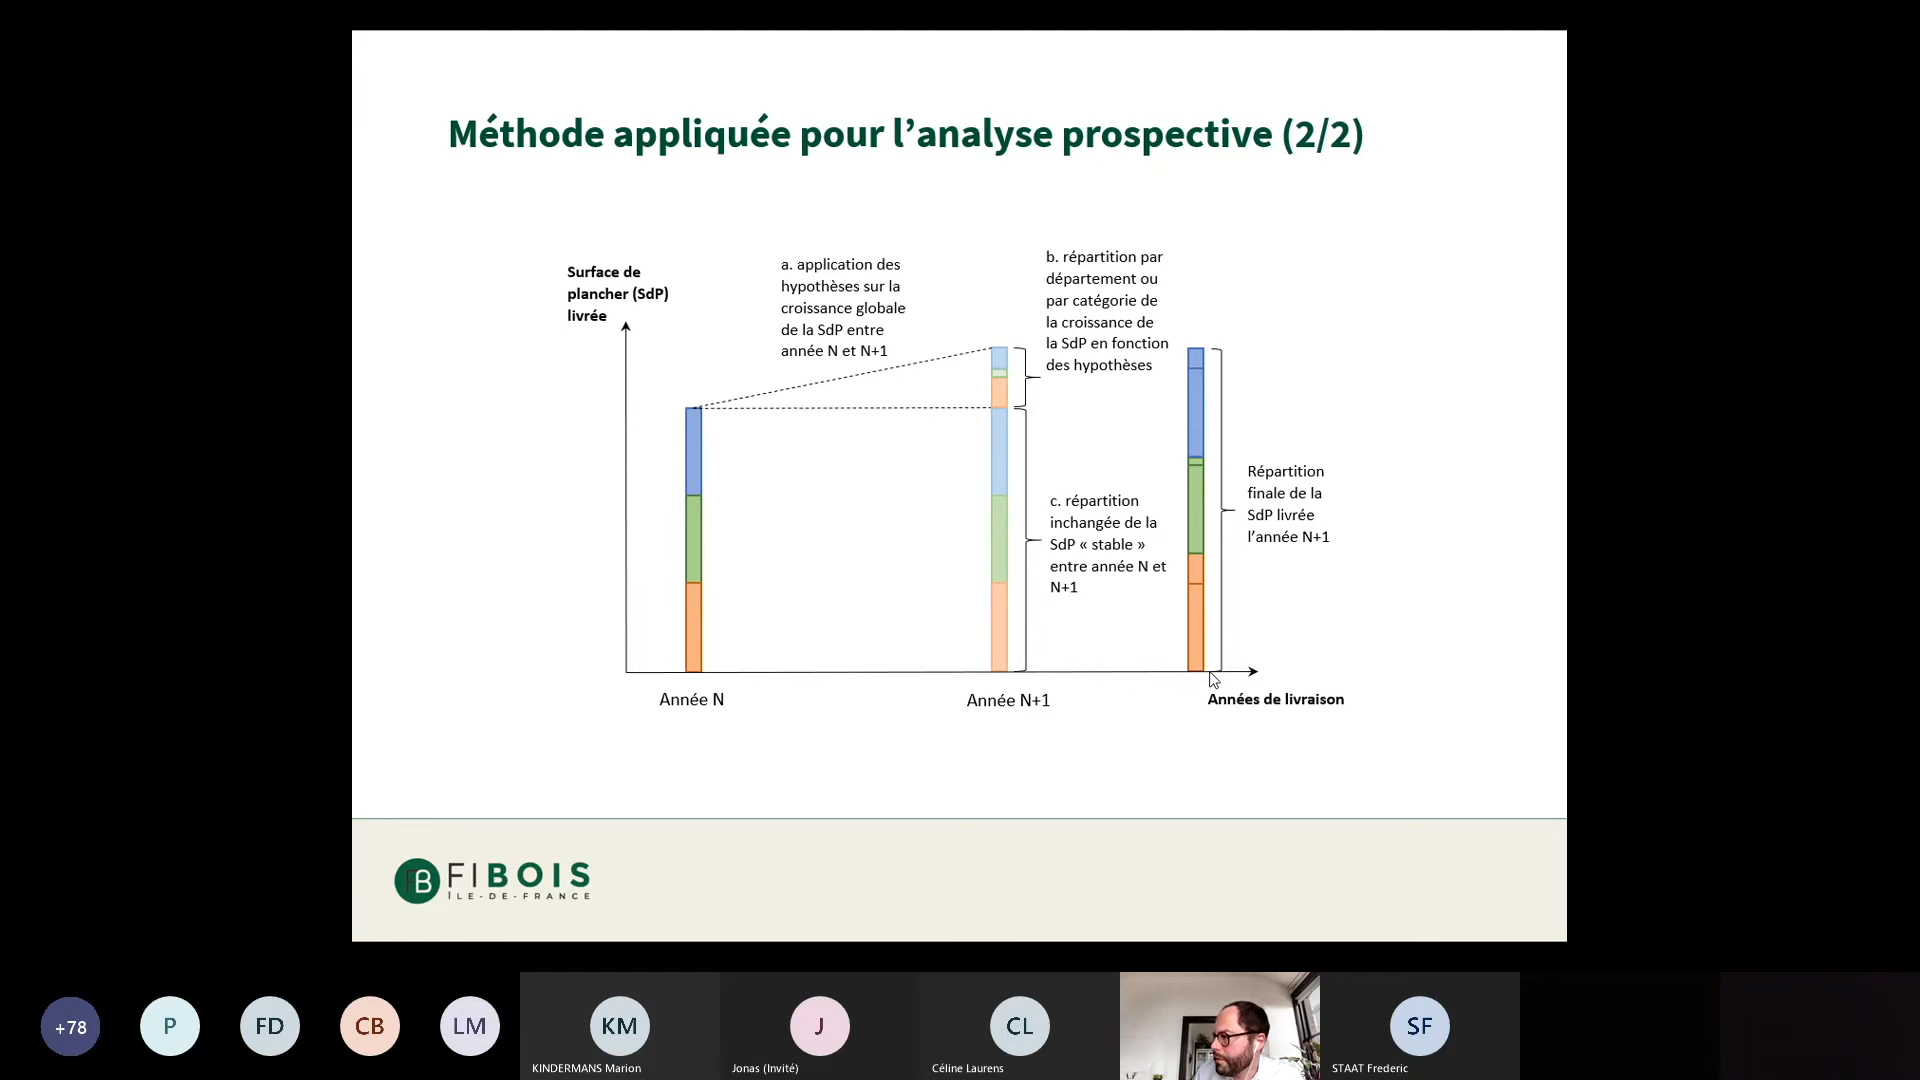 Méthode appliquée pour l’analyse prospective (2/2)
Surface de
plancher (SdP)
livrée
a. application des
hypothèses sur la
croissance globale
de la SdP entre
année N et N+1
b. répartition par
département ou
par catégorie de
la croissance de
la SdP en fonction
des hypothèses
c. répartition
inchangée de la
SdP « stable »
entre année N et
N+1
Répartition
finale de la
SdP livrée
l’année N+1
Année N
Année N+1
Années de livraison
FB
FIBOIS
ÎLE-DE-FRANCE
+78
P
FD
CB
LM
KM
KINDERMANS Marion
J
Jonas (Invité)
CL
Céline Laurens
SF
STAAT Frederic